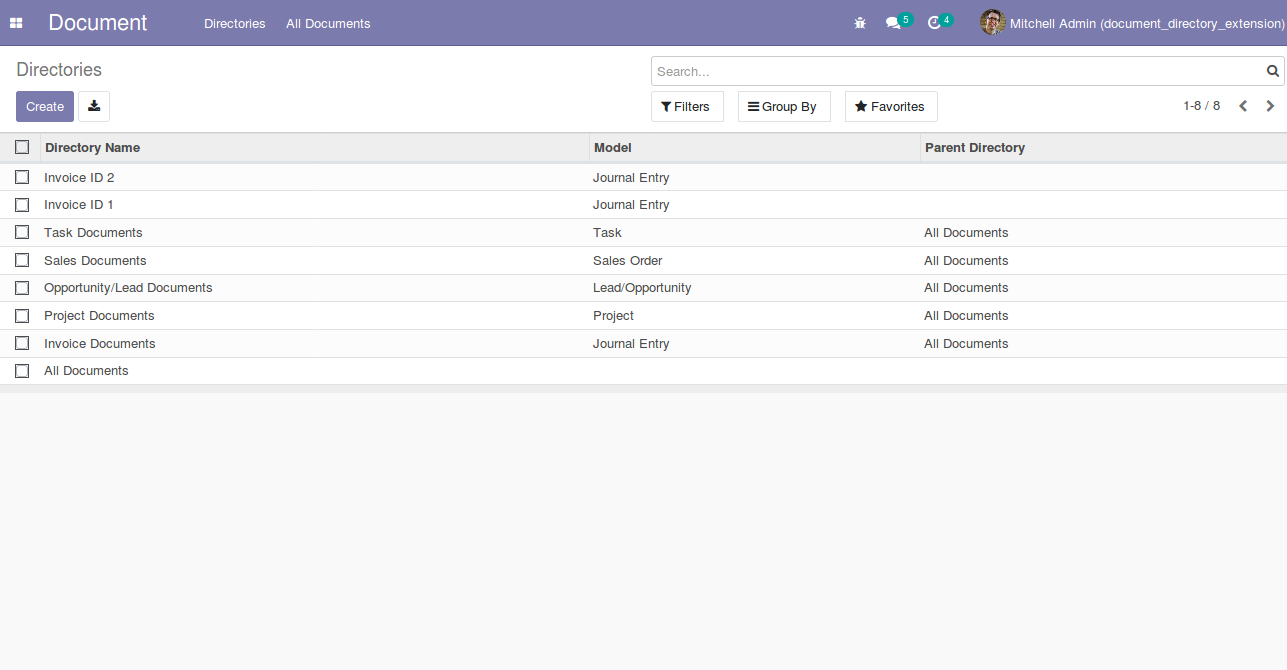 Document Directories All Documents 5 4 Mitchell Admin (document_directory_extension)
Directories Search...
Create Filters Group By Favorites 1-8 / 8
Directory Name Model Parent Directory
Invoice ID 2 Journal Entry
Invoice ID 1 Journal Entry
Task Documents Task All Documents
Sales Documents Sales Order All Documents
Opportunity/Lead Documents Lead/Opportunity All Documents
Project Documents Project All Documents
Invoice Documents Journal Entry All Documents
All Documents